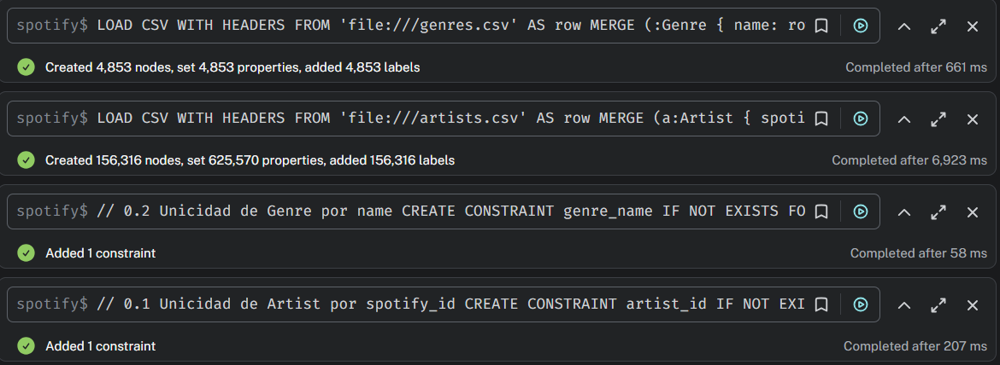 spotify$ LOAD CSV WITH HEADERS FROM 'file:///genres.csv' AS row MERGE (:Genre { name: ro
Created 4,853 nodes, set 4,853 properties, added 4,853 labels Completed after 661 ms
spotify$ LOAD CSV WITH HEADERS FROM 'file:///artists.csv' AS row MERGE (a:Artist { spoti
Created 156,316 nodes, set 625,570 properties, added 156,316 labels Completed after 6,923 ms
spotify$ // 0.2 Unicidad de Genre por name CREATE CONSTRAINT genre_name IF NOT EXISTS FO
Added 1 constraint Completed after 58 ms
spotify$ // 0.1 Unicidad de Artist por spotify_id CREATE CONSTRAINT artist_id IF NOT EXI
Added 1 constraint Completed after 207 ms